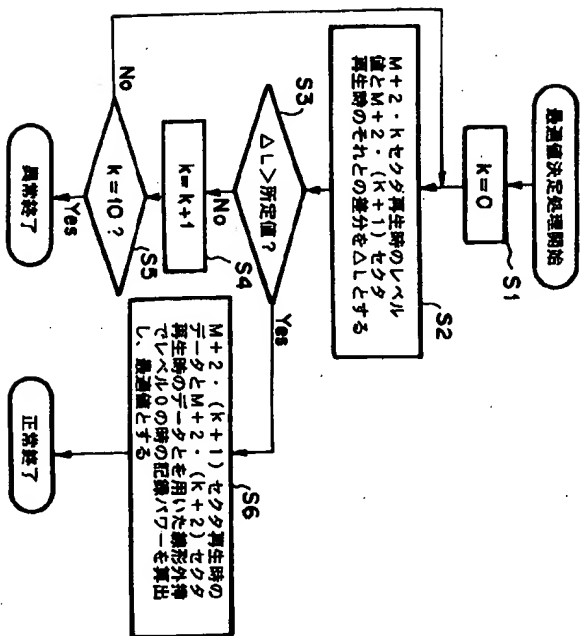 最適値決定処理開始
k=0
S1
M+2・kセクタ再生時のレベル
値とM+2・(k+1)セクタ
再生時のそれとの差分を△Lとする
S2
S3
△L>所定値?
Yes
No
k=k+1
S4
k=10?
S5
No
Yes
異常終了
M+2・(k+1)セクタ再生時の
データとM+2・(k+2)セクタ
再生時のデータとを用いた線形外挿
でレベル0の時の記録パワーを算出
し、最適値とする
S6
正常終了